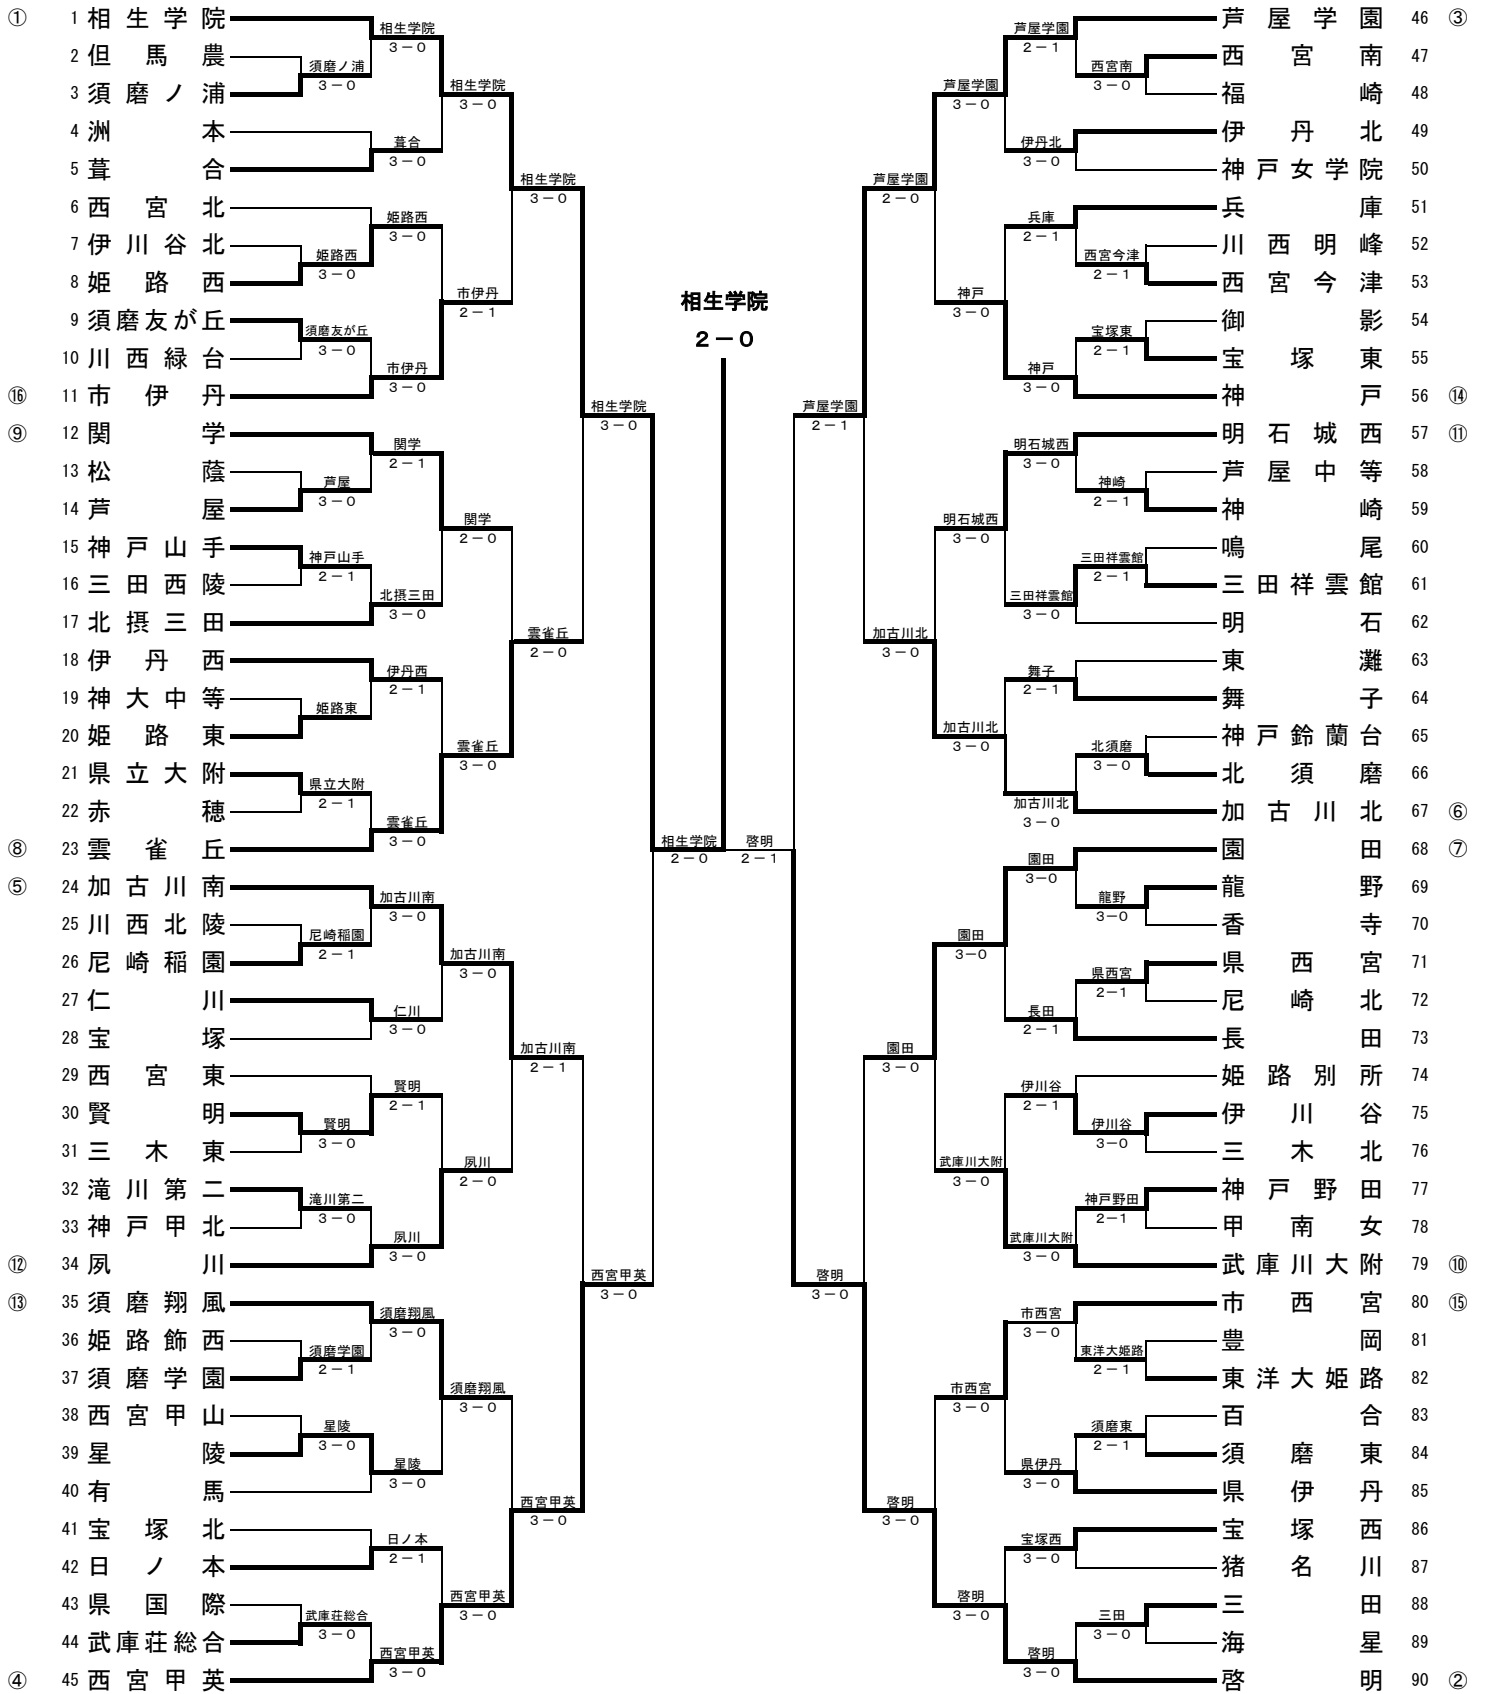 ① 1 相生学院
2 但馬農
3 須磨ノ浦
4 洲本
5 葺合
6 西宮北
7 伊川谷北
8 姫路西
9 須磨友が丘
10 川西緑台
⑯ 11 市伊丹
⑨ 12 関学
13 松蔭
14 芦屋
15 神戸山手
16 三田西陵
17 北摂三田
18 伊丹西
19 神大中等
20 姫路東
21 県立大附
22 赤穂
⑧ 23 雲雀丘
⑤ 24 加古川南
25 川西北陵
26 尼崎稲園
27 仁川
28 宝塚
29 西宮東
30 賢明
31 三木東
32 滝川第二
33 神戸甲北
⑫ 34 夙川
⑬ 35 須磨翔風
36 姫路飾西
37 須磨学園
38 西宮甲山
39 星陵
40 有馬
41 宝塚北
42 日ノ本
43 県国際
44 武庫荘総合
④ 45 西宮甲英
須磨ノ浦
3－0
姫路西
3－0
須磨友が丘
3－0
芦屋
3－0
神戸山手
2－1
姫路東
県立大附
2－1
尼崎稲園
2－1
賢明
3－0
滝川第二
3－0
須磨学園
2－1
星陵
3－0
武庫荘総合
3－0
相生学院
3－0
葺合
3－0
姫路西
3－0
市伊丹
3－0
関学
2－1
北摂三田
3－0
伊丹西
2－1
雲雀丘
3－0
加古川南
3－0
仁川
3－0
賢明
2－1
夙川
3－0
須磨翔風
3－0
星陵
3－0
日ノ本
2－1
西宮甲英
3－0
相生学院
3－0
市伊丹
2－1
関学
2－0
雲雀丘
3－0
加古川南
3－0
夙川
2－0
須磨翔風
3－0
西宮甲英
3－0
相生学院
3－0
雲雀丘
2－0
加古川南
2－1
西宮甲英
3－0
相生学院
3－0
西宮甲英
3－0
相生学院
2－0
相生学院
2－0
啓明
2－1
芦屋学園
2－1
啓明
3－0
芦屋学園
2－0
加古川北
3－0
園田
3－0
啓明
3－0
芦屋学園
3－0
神戸
3－0
明石城西
3－0
加古川北
3－0
園田
3－0
武庫川大附
3－0
市西宮
3－0
啓明
3－0
芦屋学園
2－1
伊丹北
3－0
兵庫
2－1
神戸
3－0
明石城西
3－0
三田祥雲館
3－0
舞子
2－1
加古川北
3－0
園田
3－0
長田
2－1
伊川谷
2－1
武庫川大附
3－0
市西宮
3－0
県伊丹
3－0
宝塚西
3－0
啓明
3－0
西宮南
3－0
西宮今津
2－1
宝塚東
2－1
神崎
2－1
三田祥雲館
2－1
北須磨
3－0
龍野
3－0
県西宮
2－1
伊川谷
3－0
神戸野田
2－1
東洋大姫路
2－1
須磨東
2－1
三田
3－0
芦屋学園 46 ③
西宮南 47
福崎 48
伊丹北 49
神戸女学院 50
兵庫 51
川西明峰 52
西宮今津 53
御影 54
宝塚東 55
神戸 56 ⑭
明石城西 57 ⑪
芦屋中等 58
神崎 59
鳴尾 60
三田祥雲館 61
明石 62
東灘 63
舞子 64
神戸鈴蘭台 65
北須磨 66
加古川北 67 ⑥
園田 68 ⑦
龍野 69
香寺 70
県西宮 71
尼崎北 72
長田 73
姫路別所 74
伊川谷 75
三木北 76
神戸野田 77
甲南女 78
武庫川大附 79 ⑩
市西宮 80 ⑮
豊岡 81
東洋大姫路 82
百合 83
須磨東 84
県伊丹 85
宝塚西 86
猪名川 87
三田 88
海星 89
啓明 90 ②